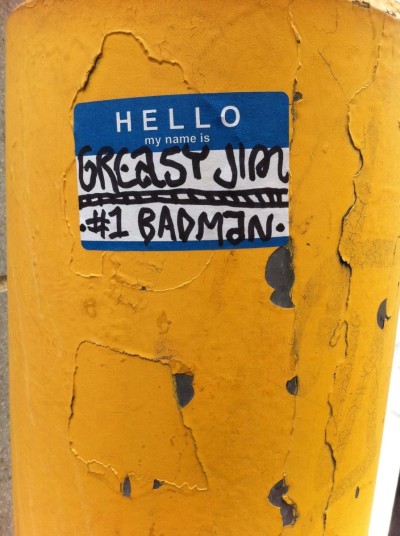 HELLO
my name is
GREASY JIM
#1 BADMAN.